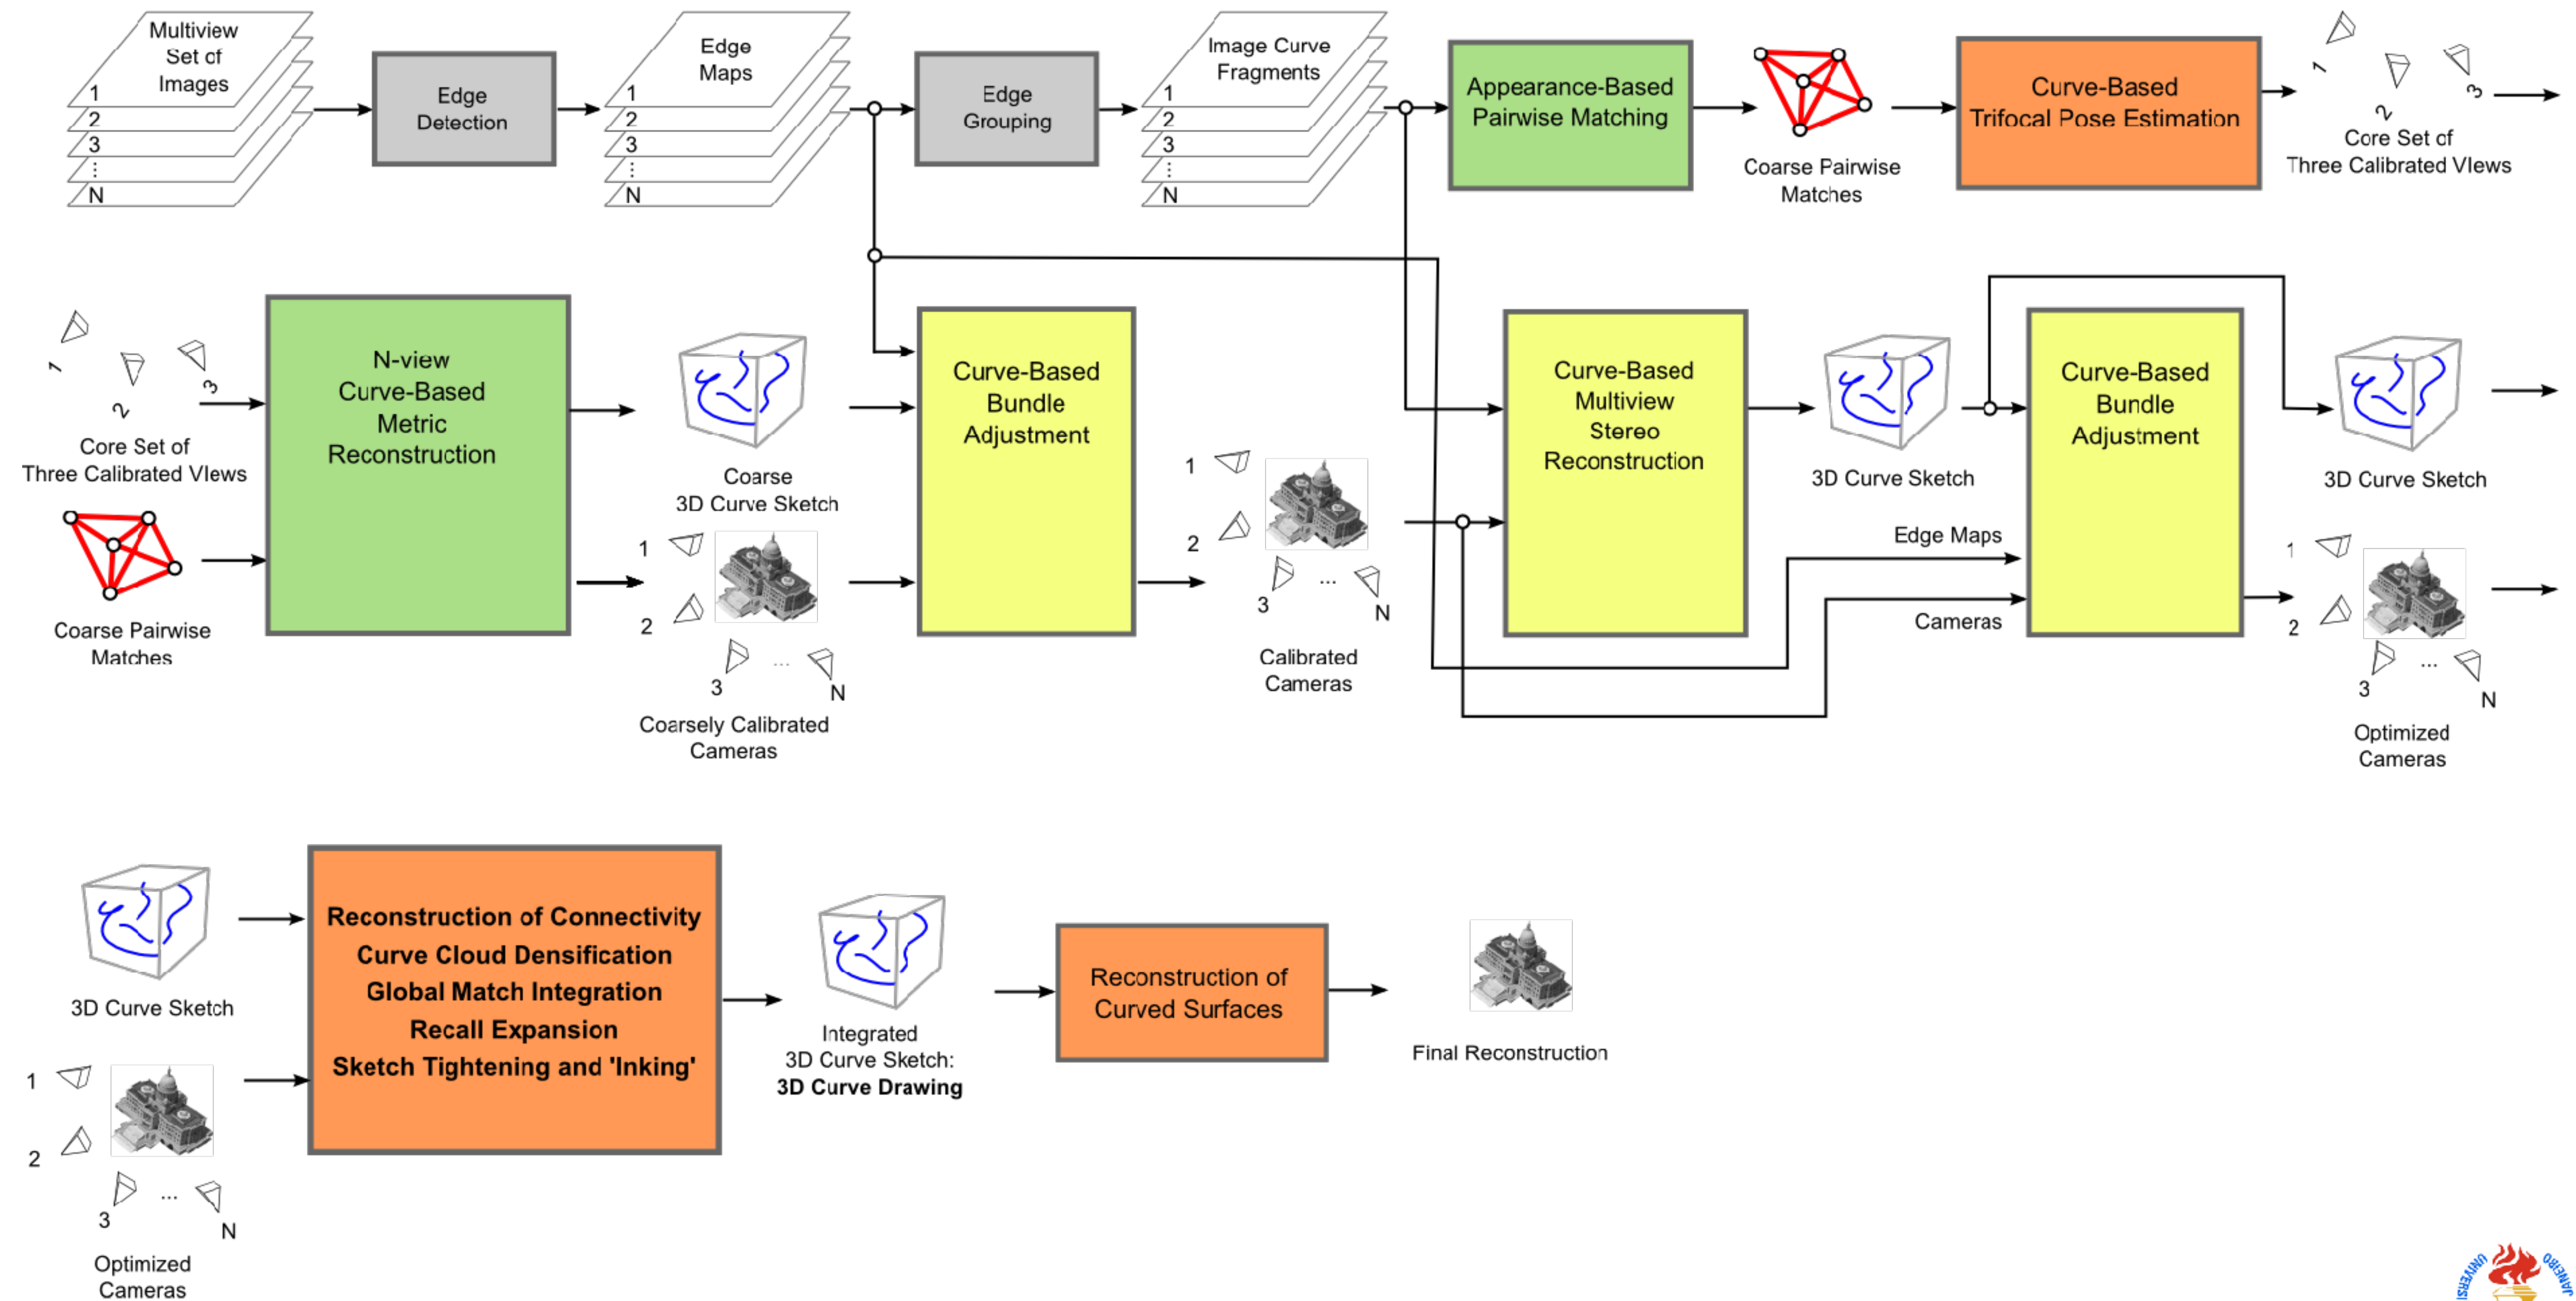 Multiview
Set of
Images
1
2
3
⋮
N
Edge
Detection
Edge
Maps
1
2
3
⋮
N
Edge
Grouping
Image Curve
Fragments
1
2
3
⋮
N
Appearance-Based
Pairwise Matching
Coarse Pairwise
Matches
Curve-Based
Trifocal Pose Estimation
1
2
3
Core Set of
Three Calibrated VIews
1
2
3
Core Set of
Three Calibrated VIews
Coarse Pairwise
Matches
N-view
Curve-Based
Metric
Reconstruction
Coarse
3D Curve Sketch
1
2
3
...
N
Coarsely Calibrated
Cameras
Curve-Based
Bundle
Adjustment
1
2
3
...
N
Calibrated
Cameras
Curve-Based
Multiview
Stereo
Reconstruction
3D Curve Sketch
Edge Maps
Cameras
Curve-Based
Bundle
Adjustment
3D Curve Sketch
1
2
3
...
N
Optimized
Cameras
3D Curve Sketch
1
2
3
...
N
Optimized
Cameras
Reconstruction of Connectivity
Curve Cloud Densification
Global Match Integration
Recall Expansion
Sketch Tightening and 'Inking'
Integrated
3D Curve Sketch:
3D Curve Drawing
Reconstruction of
Curved Surfaces
Final Reconstruction
UNIVERSI
JANEIRO